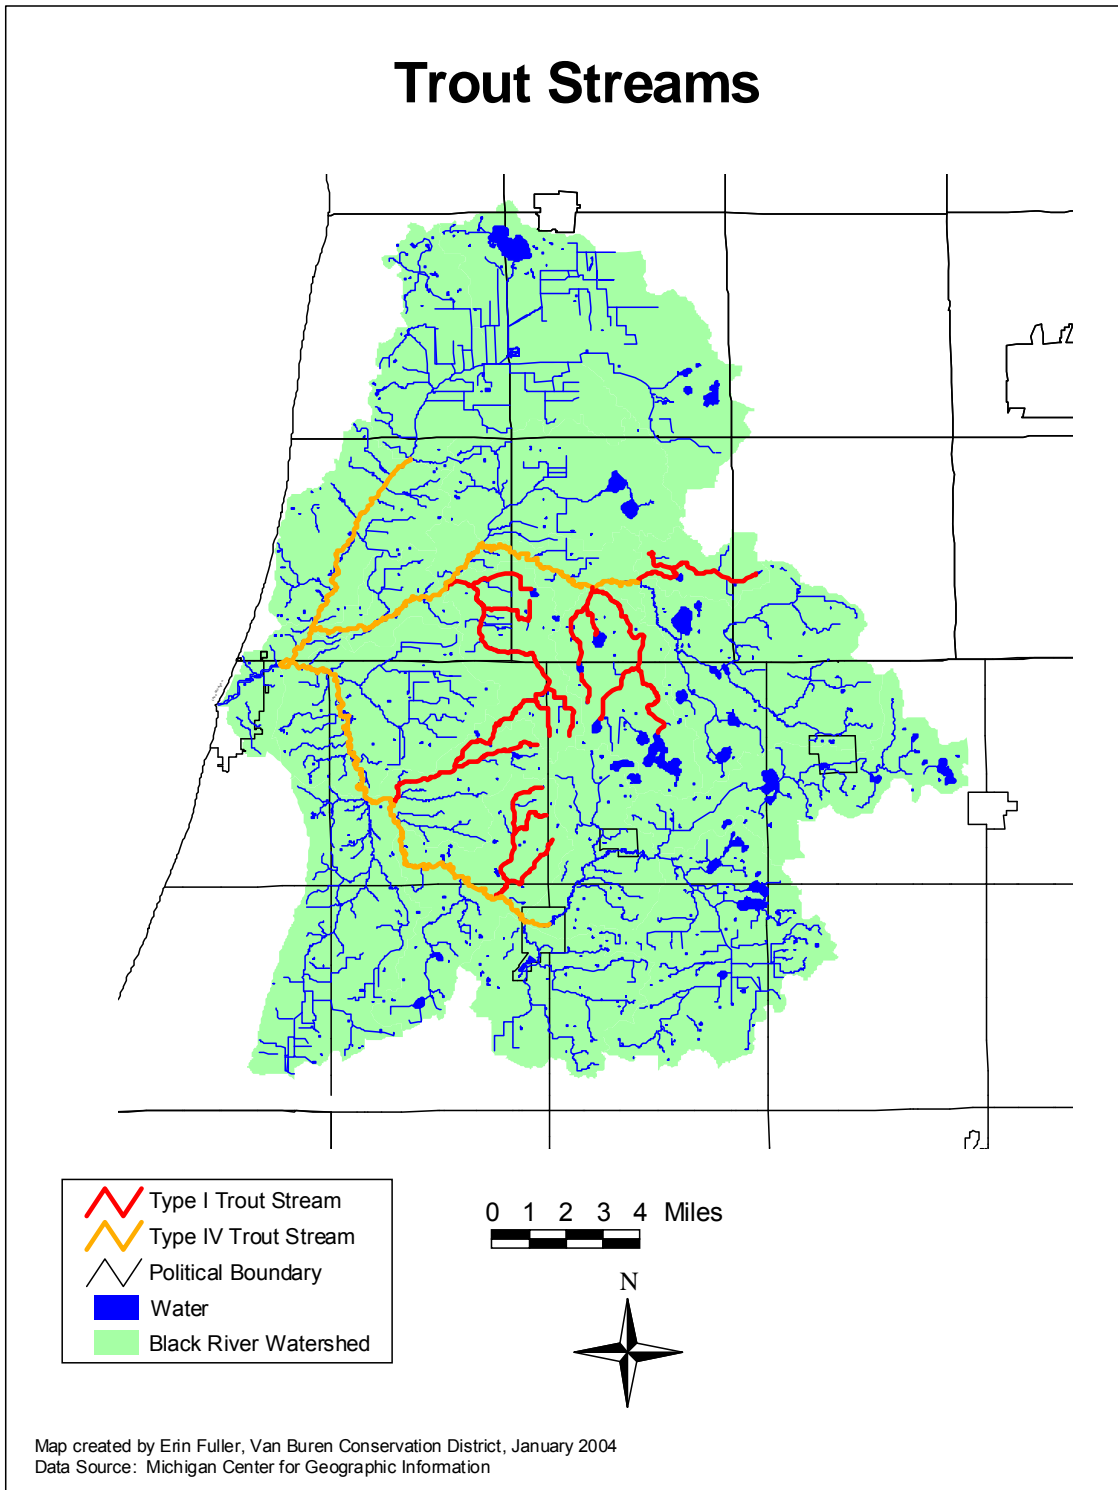 Trout Streams
Type I Trout Stream
Type IV Trout Stream
Political Boundary
Water
Black River Watershed
0 1 2 3 4 Miles
N
Map created by Erin Fuller, Van Buren Conservation District, January 2004
Data Source: Michigan Center for Geographic Information